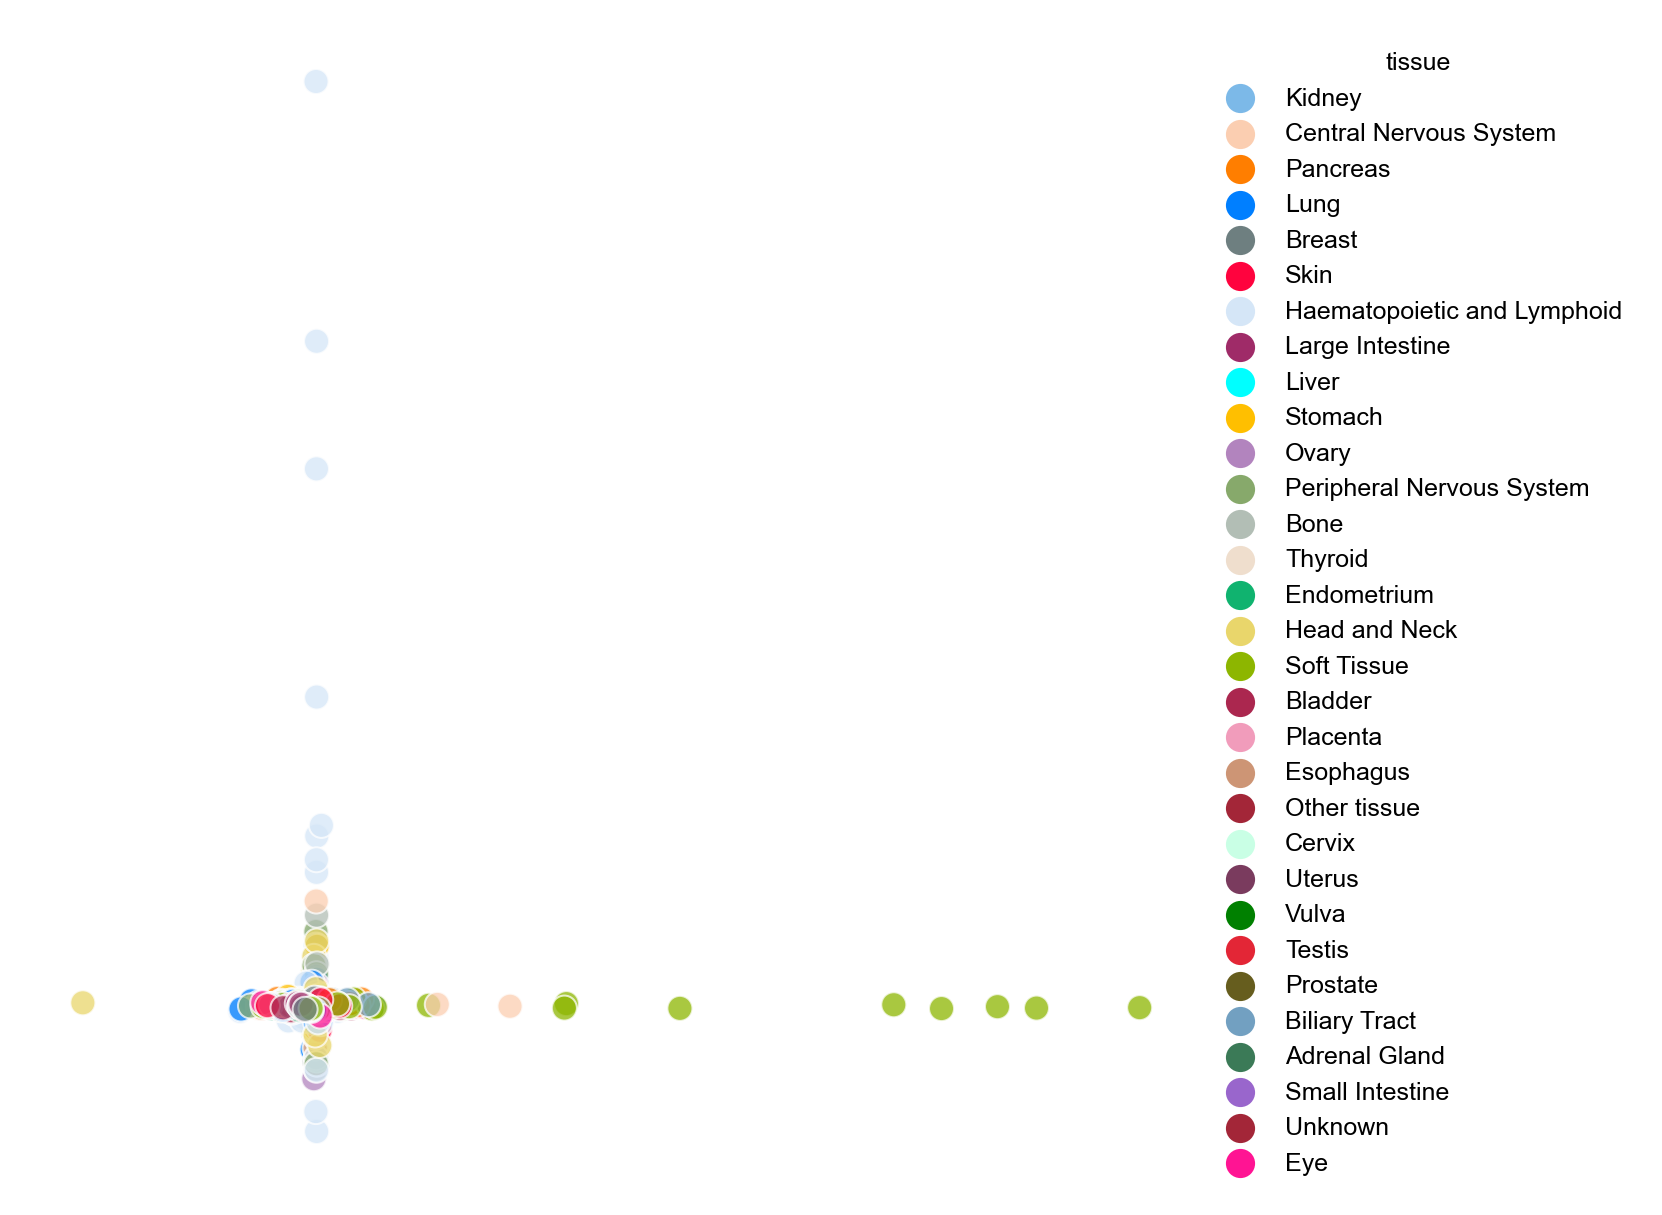 tissue
Kidney
Central Nervous System
Pancreas
Lung
Breast
Skin
Haematopoietic and Lymphoid
Large Intestine
Liver
Stomach
Ovary
Peripheral Nervous System
Bone
Thyroid
Endometrium
Head and Neck
Soft Tissue
Bladder
Placenta
Esophagus
Other tissue
Cervix
Uterus
Vulva
Testis
Prostate
Biliary Tract
Adrenal Gland
Small Intestine
Unknown
Eye